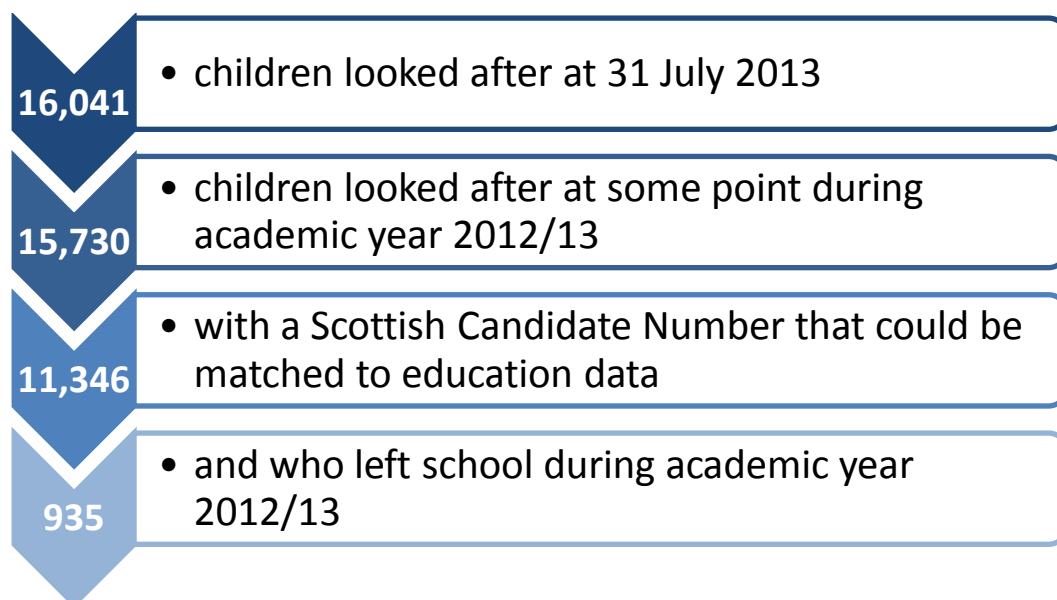 16,041
• children looked after at 31 July 2013
15,730
• children looked after at some point during
academic year 2012/13
11,346
• with a Scottish Candidate Number that could be
matched to education data
935
• and who left school during academic year
2012/13